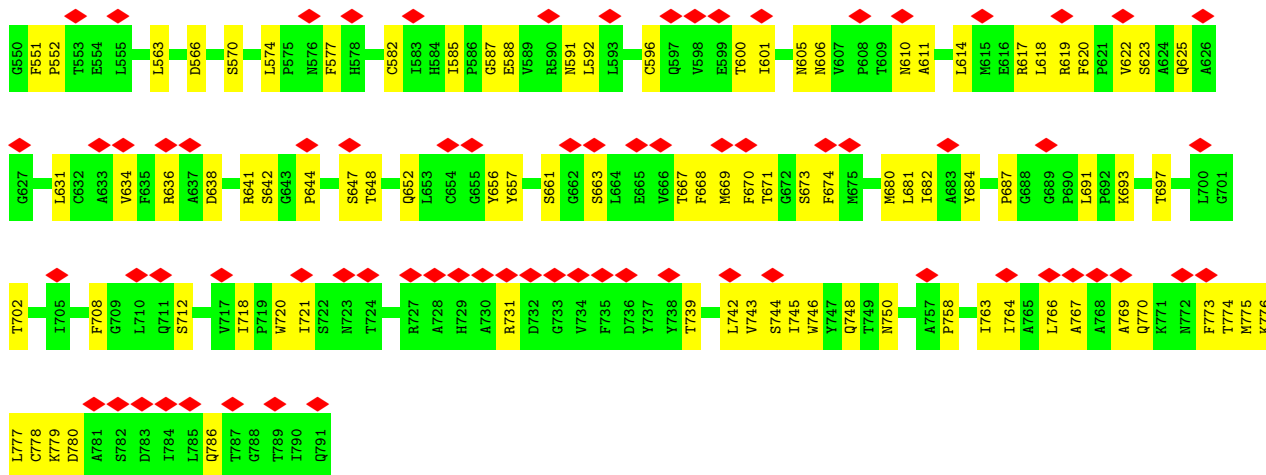 G550 F551 P552 T553 E554 L555 L563 D566 S570 L574 P575 N576 F577 H578 C582 I583 H584 I585 P586 G587 E588 V589 R590 N591 L592 L593 C596 Q597 V598 E599 T600 I601 N605 N606 V607 P608 T609 N610 A611 L614 M615 E616 R617 L618 R619 F620 P621 V622 S623 A624 Q625 A626
G627 L631 C632 A633 V634 F635 R636 A637 D638 R641 S642 G643 P644 S647 T648 Q652 L653 C654 G655 Y656 Y657 S661 G662 S663 L664 E665 V666 T667 F668 M669 F670 T671 G672 S673 F674 M675 M680 L681 I682 A683 Y684 P687 G688 G689 P690 L691 P692 K693 T697 L700 G701
T702 I705 F708 G709 L710 Q711 S712 V717 I718 P719 W720 I721 S722 N723 T724 R727 A728 H729 A730 R731 D732 G733 V734 F735 D736 Y737 Y738 T739 L742 V743 S744 I745 W746 Y747 Q748 T749 N750 A757 P758 I763 I764 A765 L766 A767 A768 A769 Q770 K771 N772 F773 T774 M775 K776
L777 C778 K779 D780 A781 S782 D783 I784 L785 Q786 T787 G788 T789 I790 Q791